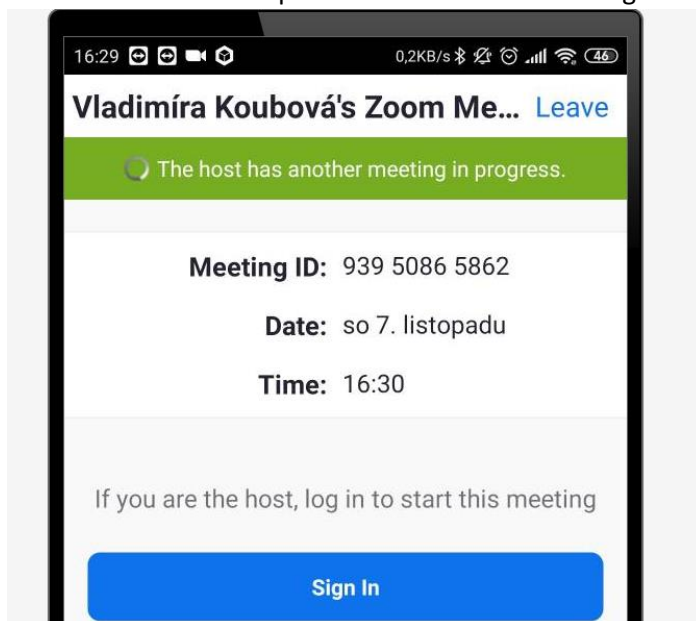 16:29 0,2KB/s 46
Vladimíra Koubová's Zoom Me... Leave
The host has another meeting in progress.
Meeting ID: 939 5086 5862
Date: so 7. listopadu
Time: 16:30
If you are the host, log in to start this meeting
Sign In